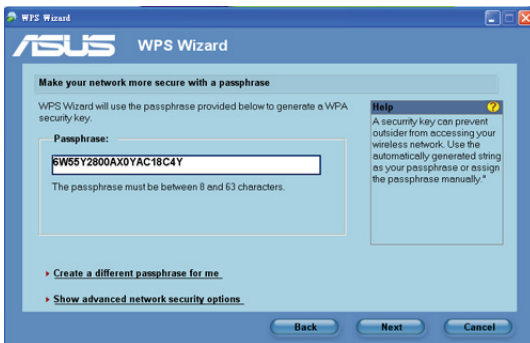 WPS Wizard
ASUS WPS Wizard
Make your network more secure with a passphrase
WPS Wizard will use the passphrase provided below to generate a WPA
security key.
Passphrase:
6W55Y2800AX0YAC18C4Y
The passphrase must be between 8 and 63 characters.
Help
A security key can prevent
outsider from accessing your
wireless network. Use the
automatically generated string
as your passphrase or assign
the passphrase manually."
Create a different passphrase for me
Show advanced network security options
Back Next Cancel